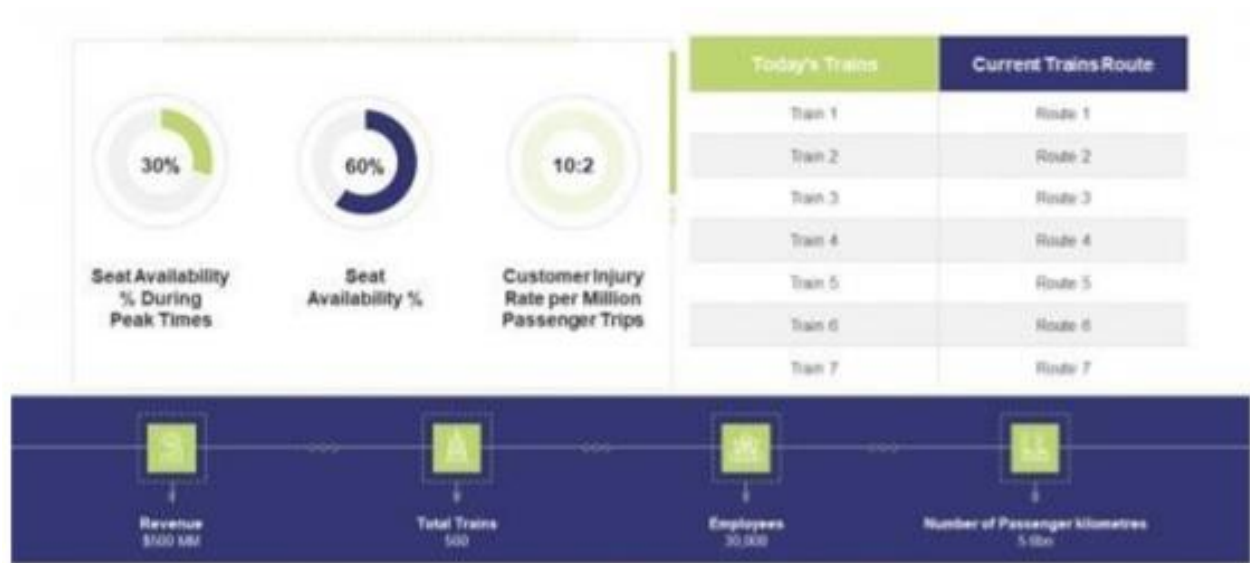 30%
60%
10:2
Seat Availability
% During
Peak Times
Seat
Availability %
Customer Injury
Rate per Million
Passenger Trips
Today's Trains Current Trains Route
Train 1 Route 1
Train 2 Route 2
Train 3 Route 3
Train 4 Route 4
Train 5 Route 5
Train 6 Route 6
Train 7 Route 7
Revenue
$500 MM
Total Trains
500
Employees
30,000
Number of Passenger kilometres